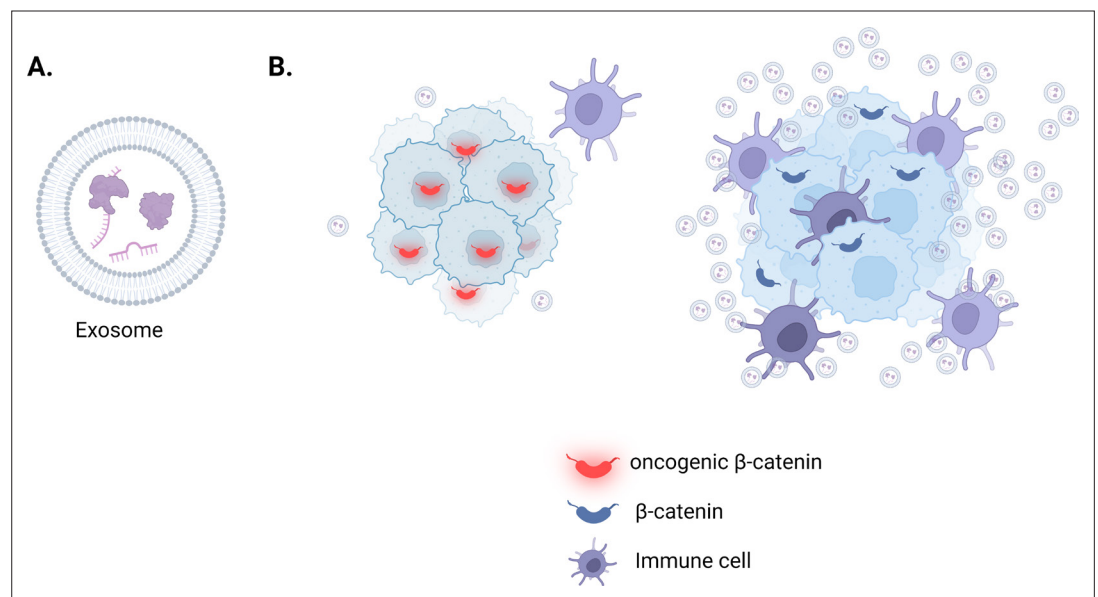 A.
B.
Exosome
oncogenic β-catenin
β-catenin
Immune cell